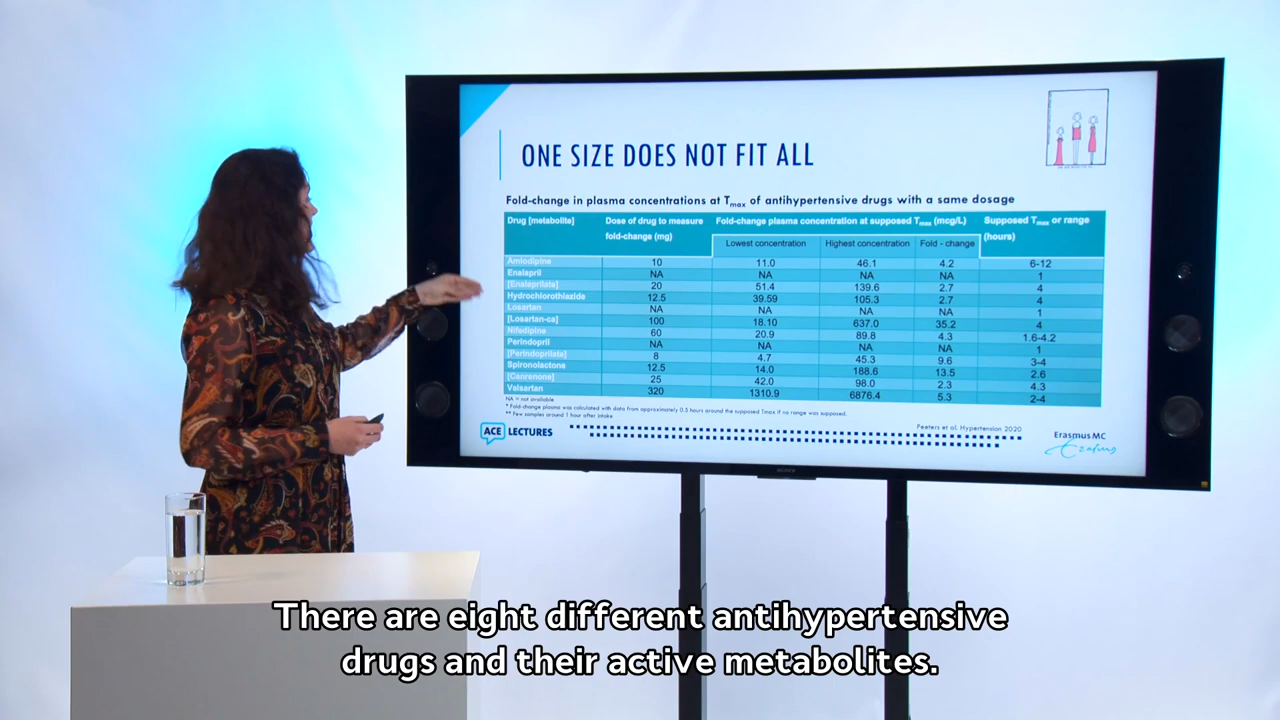 ONE SIZE DOES NOT FIT ALL
Fold-change in plasma concentrations at Tmax of antihypertensive drugs with a same dosage
Drug [metabolite] Dose of drug to measure fold-change (mg) Fold-change plasma concentration at supposed Tmax (mcg/L) Supposed Tmax or range (hours)
Lowest concentration Highest concentration Fold - change
Amlodipine 10 11.0 46.1 4.2 6-12
Enalapril NA NA NA NA 1
[Enalaprilate] 20 51.4 139.6 2.7 4
Hydrochlorothiazide 12.5 39.59 105.3 2.7 4
Losartan NA NA NA NA 1
[Losartan-ca] 100 18.10 637.0 35.2 4
Nifedipine 60 20.9 89.8 4.3 1.6-4.2
Perindopril NA NA NA NA 1
[Perindoprilate] 8 4.7 45.3 9.6 3-4
Spironolactone 12.5 14.0 188.6 13.5 2.6
[Canrenone] 25 42.0 98.0 2.3 4.3
Valsartan 320 1310.9 6876.4 5.3 2-4
NA = not available
* Fold-change plasma was calculated with data from approximately 0.5 hours around the supposed Tmax if no range was supposed.
** Few samples around 1 hour after intake
Peeters et al. Hypertension 2020
ACE LECTURES
Erasmus MC
Erasmus
SONY
There are eight different antihypertensive
drugs and their active metabolites.